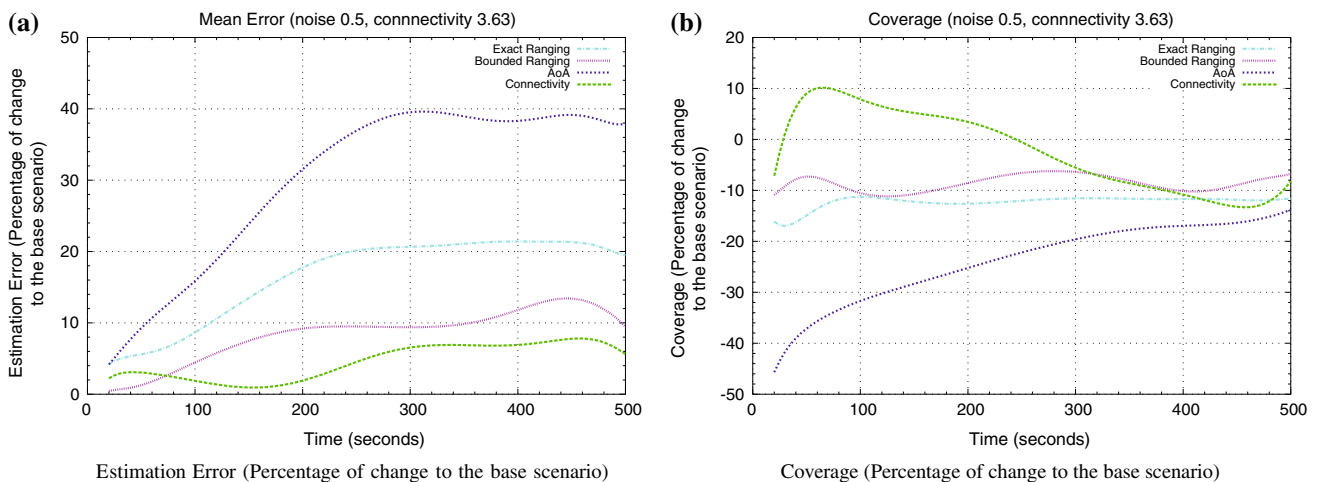 (a)
Mean Error (noise 0.5, connnectivity 3.63)
Estimation Error (Percentage of change
to the base scenario)
50
40
30
20
10
0
Exact Ranging
Bounded Ranging
AoA
Connectivity
0 100 200 300 400 500
Time (seconds)
Estimation Error (Percentage of change to the base scenario)
(b)
Coverage (noise 0.5, connnectivity 3.63)
Coverage (Percentage of change
to the base scenario)
20
10
0
-10
-20
-30
-40
-50
Exact Ranging
Bounded Ranging
AoA
Connectivity
0 100 200 300 400 500
Time (seconds)
Coverage (Percentage of change to the base scenario)